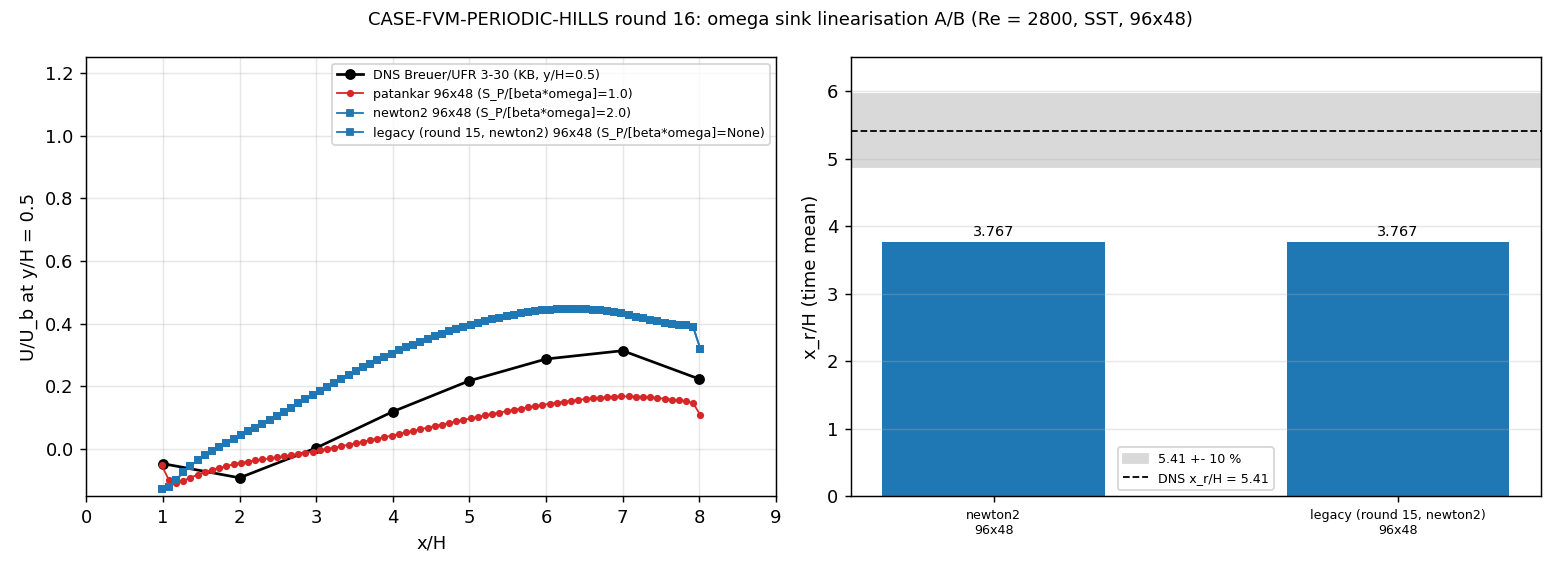 CASE-FVM-PERIODIC-HILLS round 16: omega sink linearisation A/B (Re = 2800, SST, 96x48)
U/U_b at y/H = 0.5
1.2
1.0
0.8
0.6
0.4
0.2
0.0
DNS Breuer/UFR 3-30 (KB, y/H=0.5)
patankar 96x48 (S_P/[beta*omega]=1.0)
newton2 96x48 (S_P/[beta*omega]=2.0)
legacy (round 15, newton2) 96x48 (S_P/[beta*omega]=None)
0 1 2 3 4 5 6 7 8 9
x/H
x_r/H (time mean)
6
5
4
3
2
1
0
3.767
3.767
5.41 +- 10 %
DNS x_r/H = 5.41
newton2
96x48
legacy (round 15, newton2)
96x48